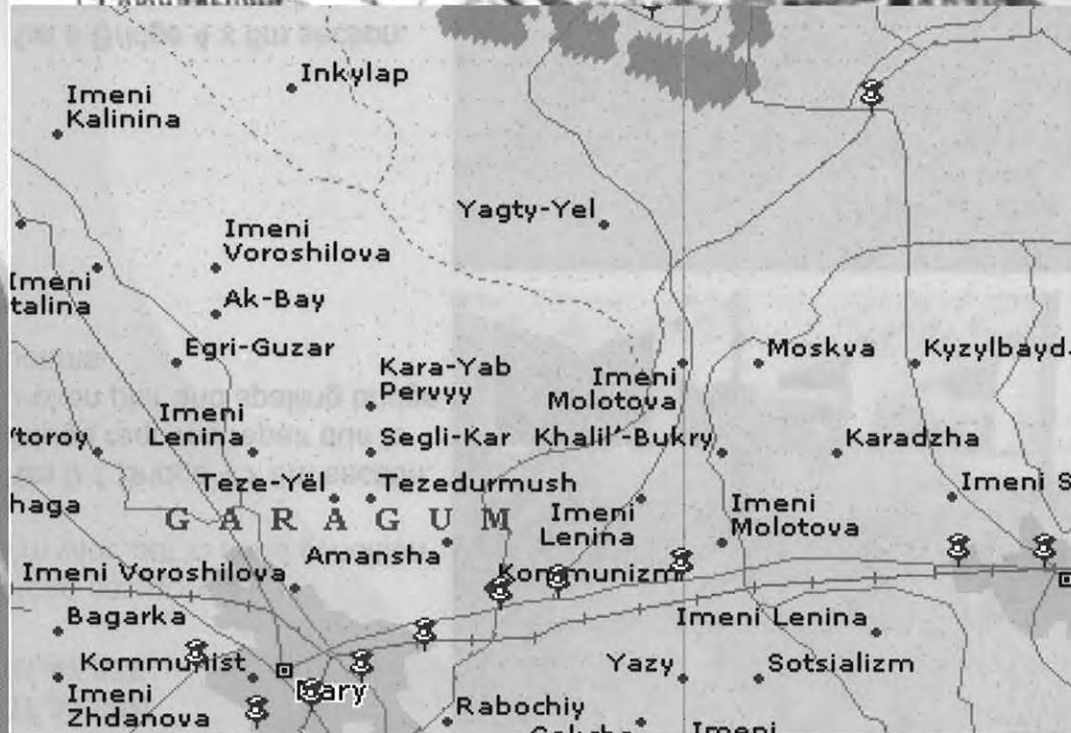 Inkylap
Imeni
Kalinina
Yagty-Yel
Imeni
Voroshilova
Imeni
talina
Ak-Bay
Egri-Guzar
Moskva
Kyzylbayd
Kara-Yab
Pervyy
Imeni
Molotova
Imeni
Lenina
'toroy
Segli-Kar
Khalil'-Bukry
Karadzha
Teze-Yël
Tezedurmush
Imeni S
haga
GARAGUM
Imeni
Lenina
Imeni
Molotova
Amansha
Imeni Voroshilova
Kommunizm
Bagarka
Imeni Lenina
Kommunist
Yazy
Sotsializm
Mary
Imeni
Zhdanova
Rabochiy
Imeni